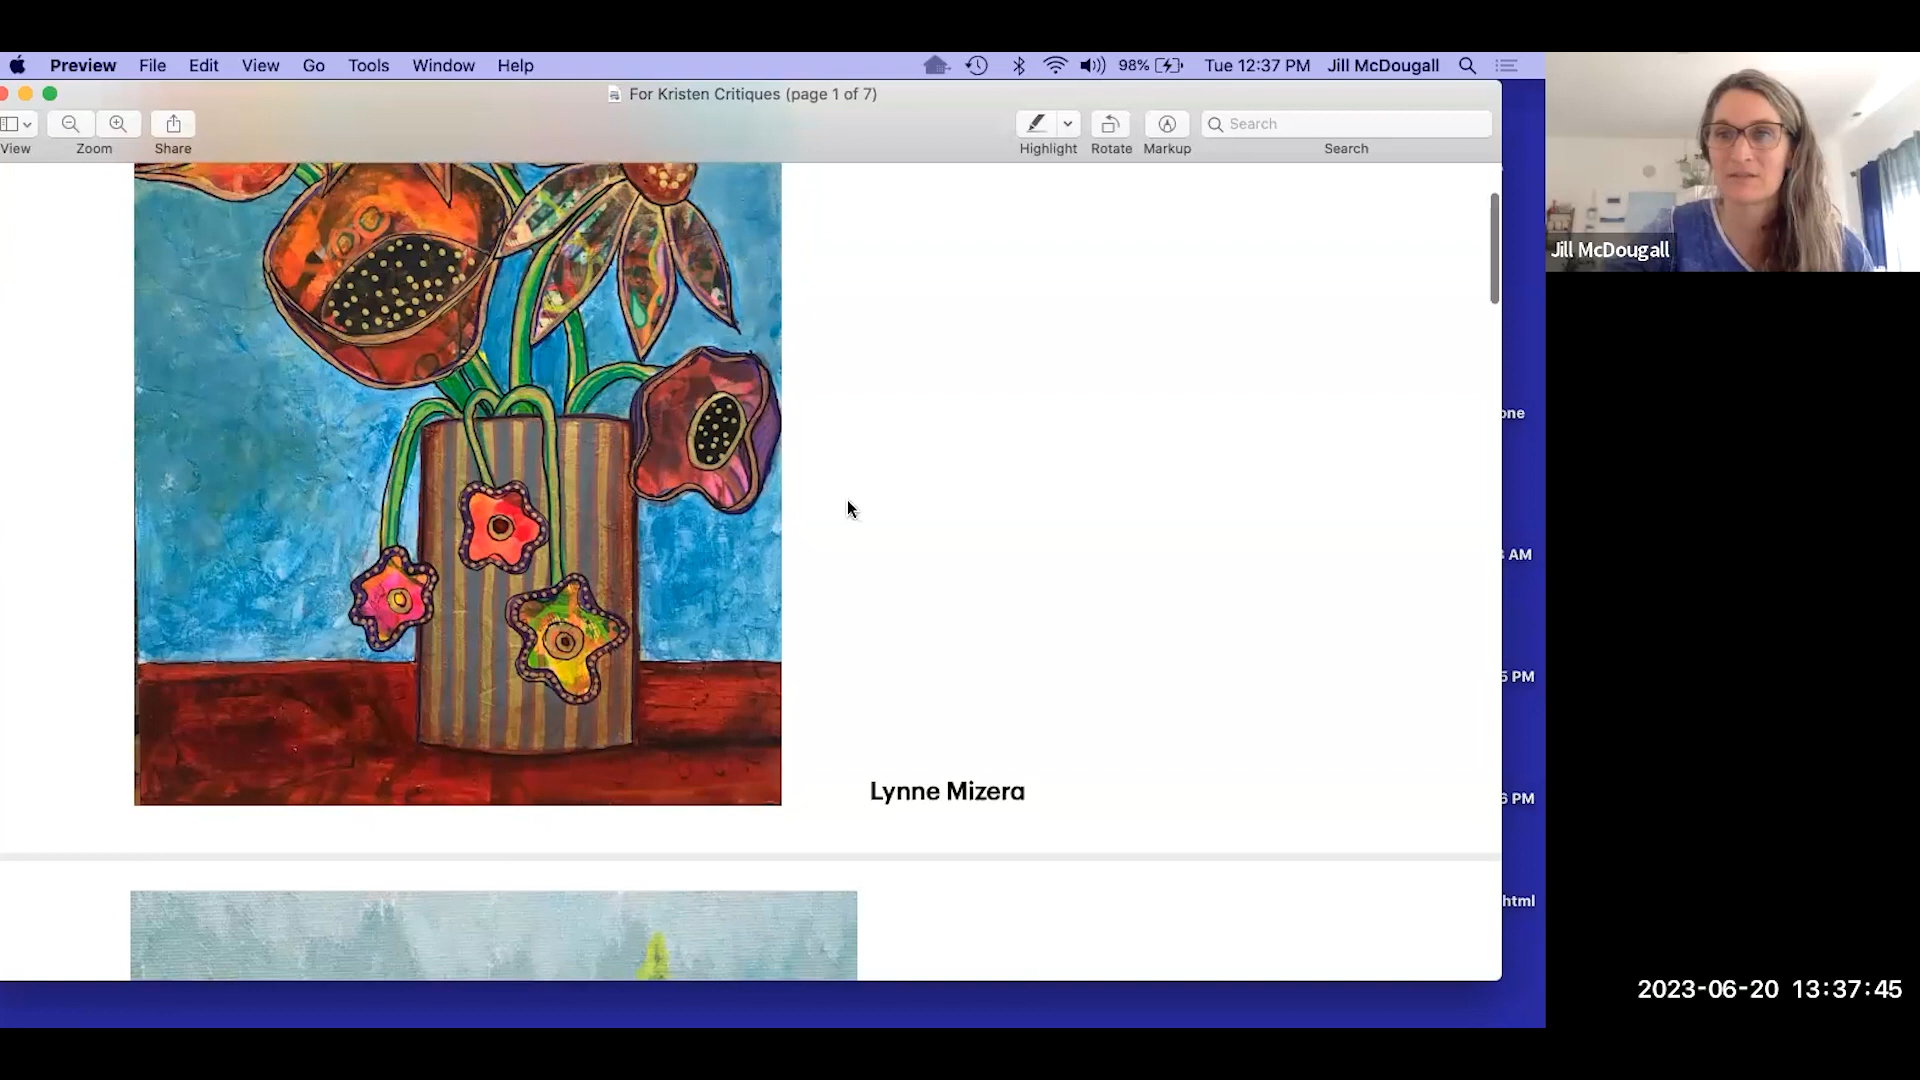 Preview File Edit View Go Tools Window Help 98% Tue 12:37 PM Jill McDougall
For Kristen Critiques (page 1 of 7)
Search
View Zoom Share Highlight Rotate Markup Search
Jill McDougall
one
AM
5 PM
Lynne Mizera
6 PM
html
2023-06-20 13:37:45